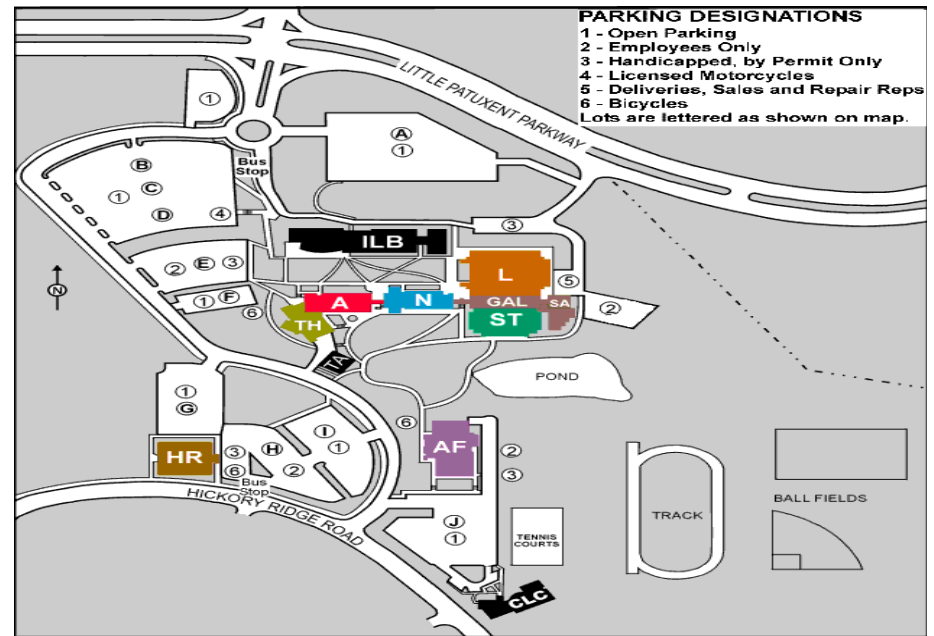 PARKING DESIGNATIONS
1 - Open Parking
2 - Employees Only
3 - Handicapped, by Permit Only
4 - Licensed Motorcycles
5 - Deliveries, Sales and Repair Reps
6 - Bicycles
Lots are lettered as shown on map.
LITTLE PATUXENT PARKWAY
1
A
1
B
Bus
Stop
C
1
D
4
3
ILB
2 E 3
L
5
N
1 F
6
A
N
GAL
SA
2
TH
ST
TA
POND
1
G
6
I
1
AF
HR
3
H
2
6
2
3
Bus
Stop
HICKORY RIDGE ROAD
J
1
TENNIS
COURTS
TRACK
BALL FIELDS
CLC